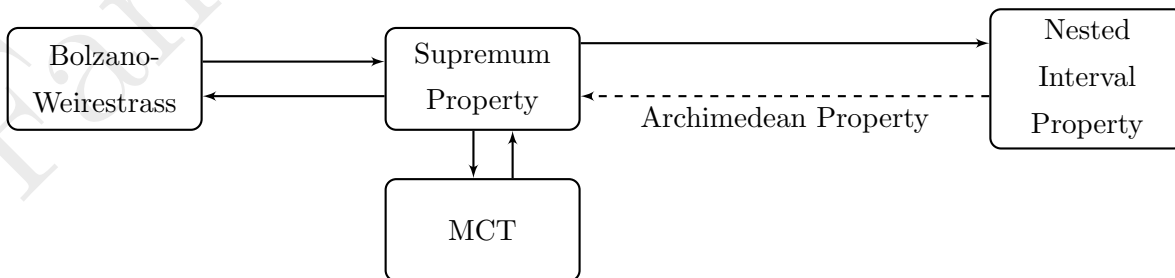 Bolzano-
Weirestrass
Supremum
Property
Nested
Interval
Property
Archimedean Property
MCT